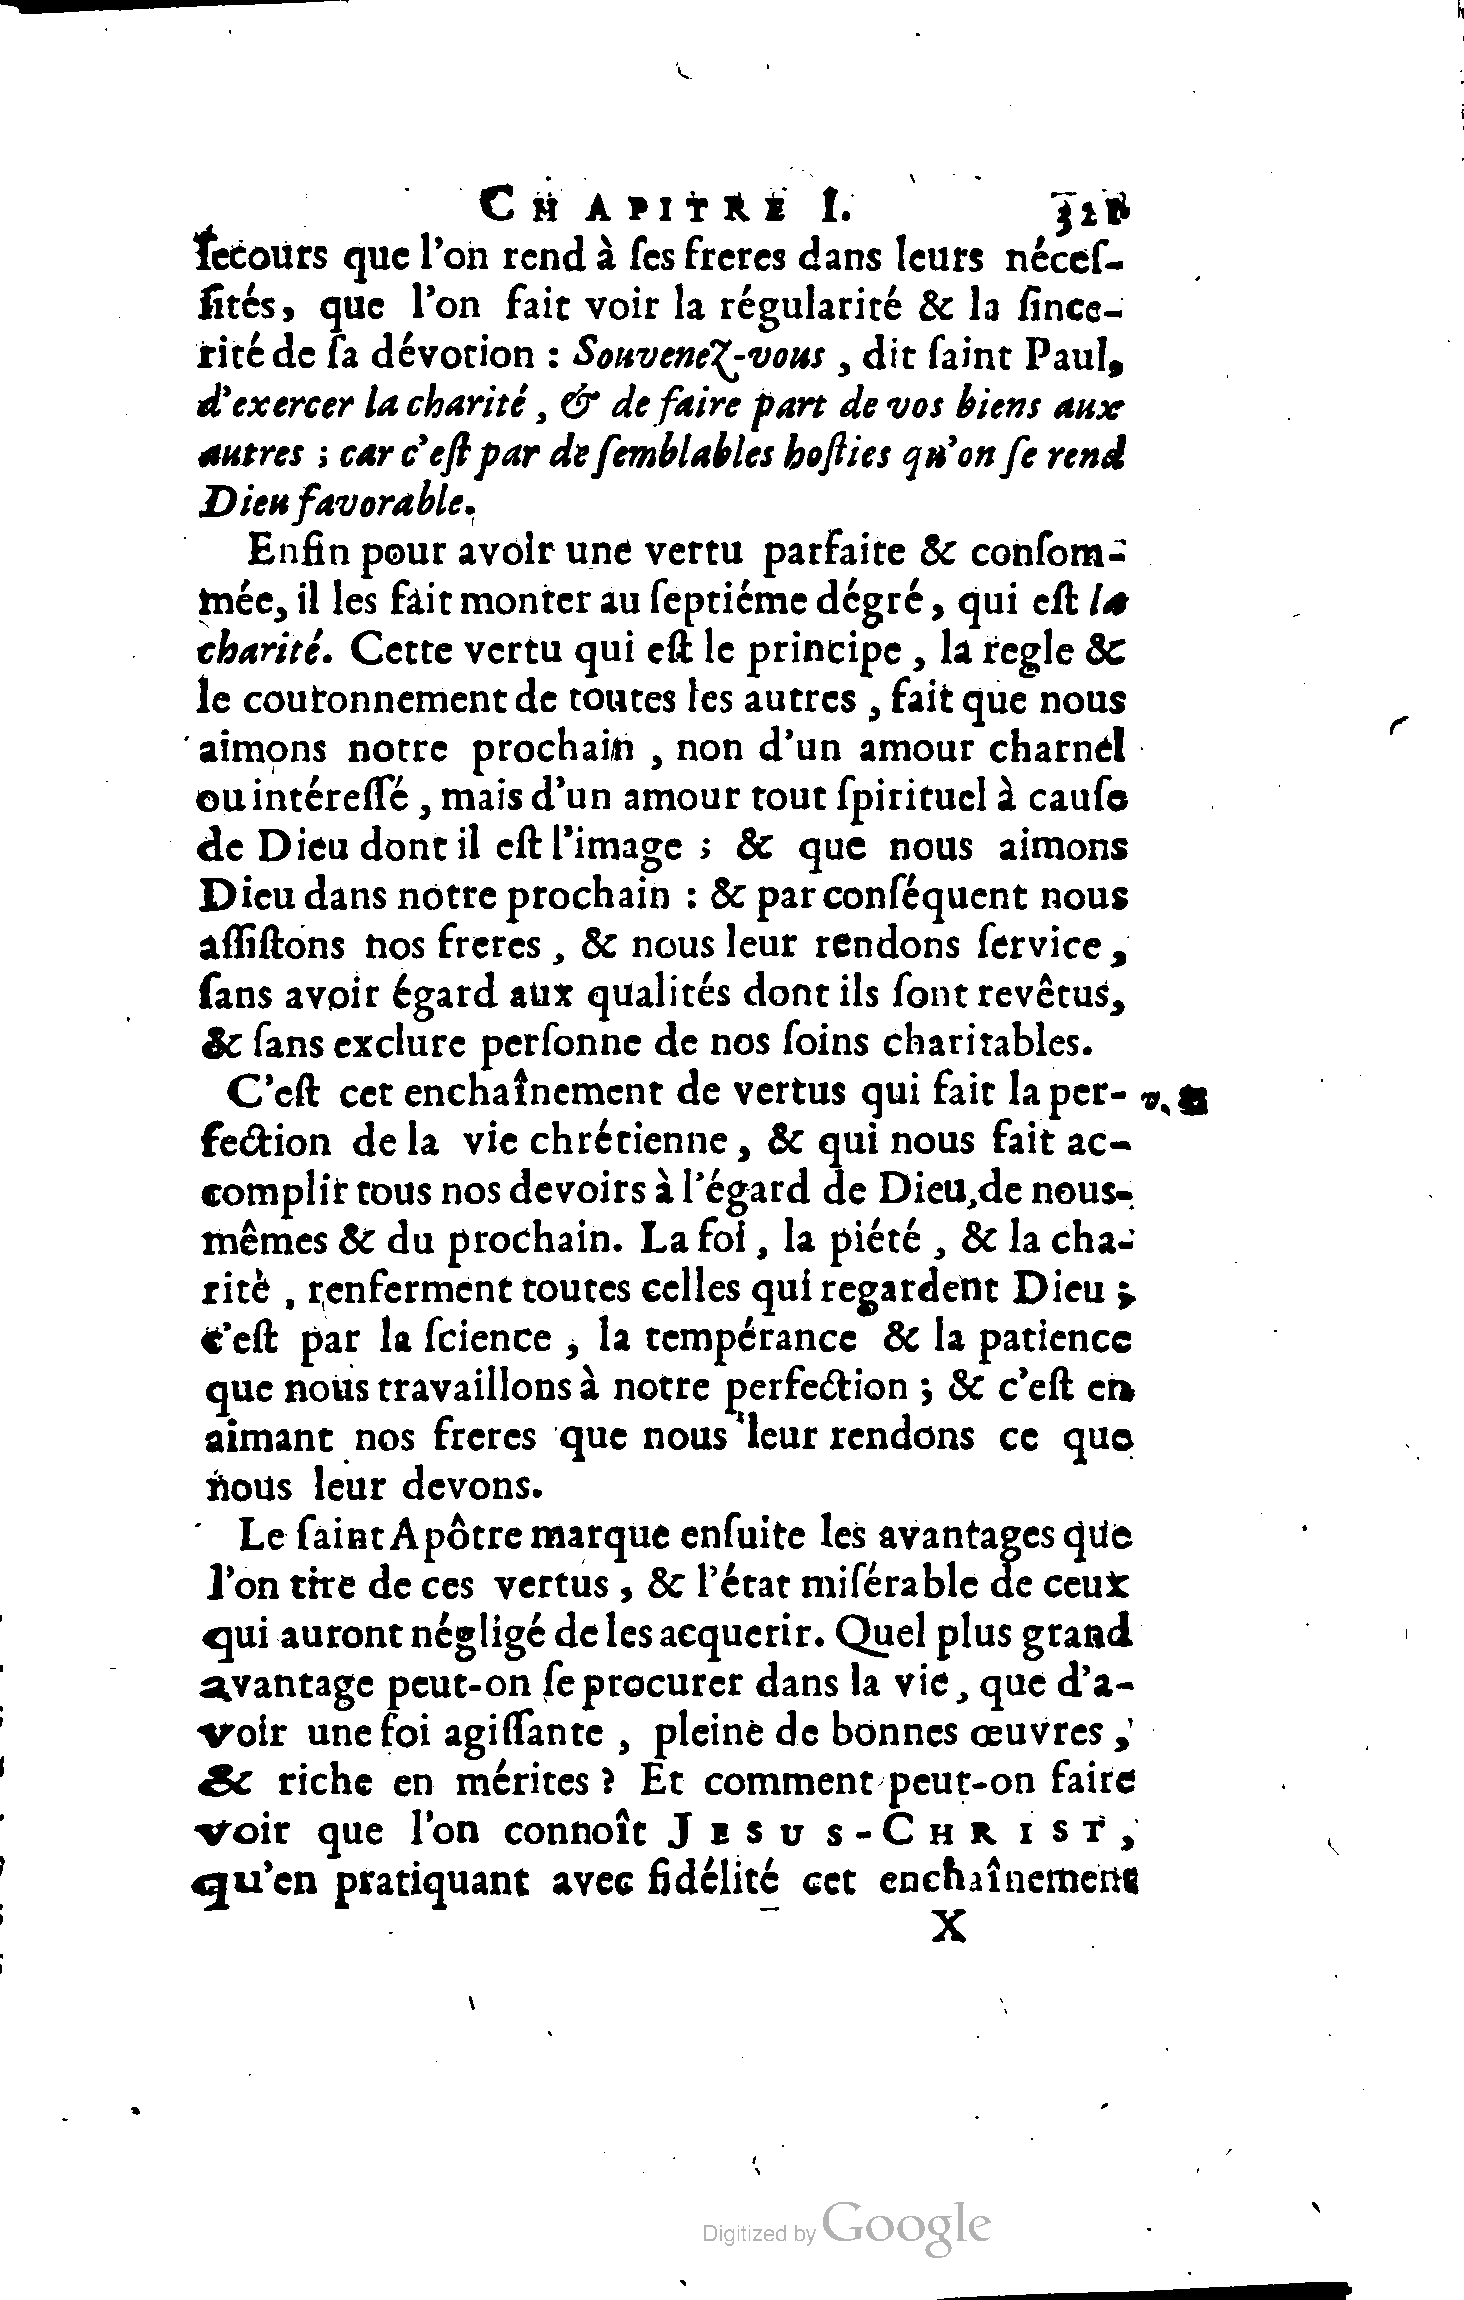 CHAPITRE I. 321
ſecours que l'on rend à ſes freres dans leurs néceſ-
ſités, que l'on fait voir la régularité & la ſince-
rité de ſa dévotion : Souvenez-vous , dit ſaint Paul,
d'exercer la charité , & de faire part de vos biens aux
autres ; car c'eſt par de ſemblables hoſties qu'on ſe rend
Dieu favorable.
Enfin pour avoir une vertu parfaite & conſom-
mée, il les fait monter au ſeptiéme dégré, qui eſt la
charité. Cette vertu qui eſt le principe , la regle &
le couronnement de toutes les autres , fait que nous
aimons notre prochain , non d'un amour charnel
ou intéreſſé , mais d'un amour tout ſpirituel à cauſe
de Dieu dont il eſt l'image ; & que nous aimons
Dieu dans notre prochain : & par conſéquent nous
aſſiſtons nos freres , & nous leur rendons ſervice ,
ſans avoir égard aux qualités dont ils ſont revêtus,
& ſans exclure perſonne de nos ſoins charitables.
C'eſt cet enchaînement de vertus qui fait la per- v.
fection de la vie chrétienne , & qui nous fait ac-
complir tous nos devoirs à l'égard de Dieu,de nous-
mêmes & du prochain. La foi , la piété , & la cha-
ritè , renferment toutes celles qui regardent Dieu ;
c'eſt par la ſcience , la tempérance & la patience
que nous travaillons à notre perfection ; & c'eſt en
aimant nos freres que nous leur rendons ce que
nous leur devons.
Le ſaint Apôtre marque enſuite les avantages que
l'on tire de ces vertus , & l'état miſérable de ceux
qui auront négligé de les acquerir. Quel plus grand
avantage peut-on ſe procurer dans la vie, que d'a-
voir une foi agiſſante , pleine de bonnes œuvres ,
& riche en mérites ? Et comment peut-on faire
voir que l'on connoît JESUS-CHRIST,
qu'en pratiquant avec fidélité cet enchaînement
X
Digitized by Google